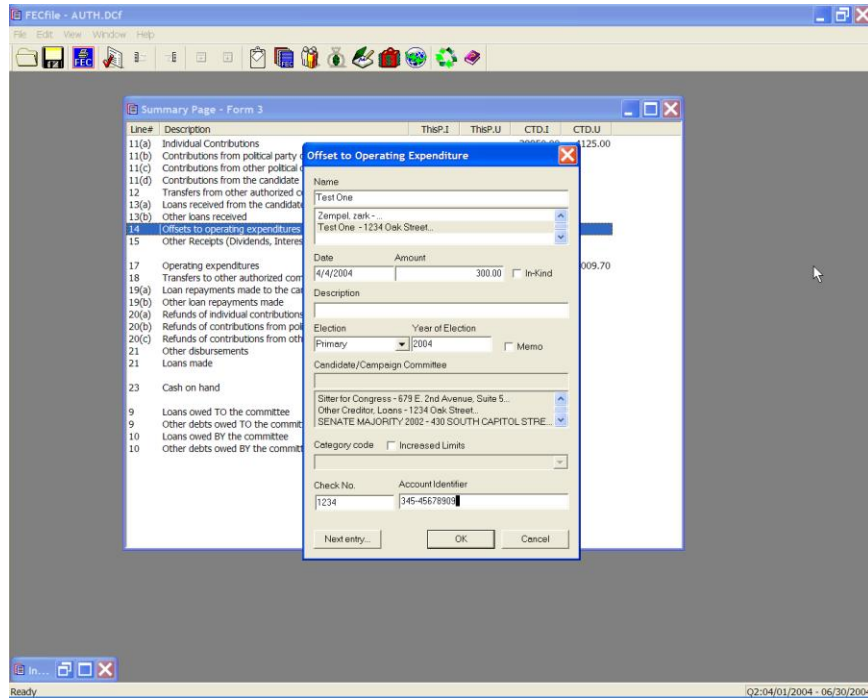 FECfile - AUTH.DCf
File Edit View Window Help
Summary Page - Form 3
Line# Description ThisP.I ThisP.U CTD.I CTD.U
11(a) Individual Contributions 4125.00
11(b) Contributions from political party
11(c) Contributions from other political
11(d) Contributions from the candidate
12 Transfers from other authorized
13(a) Loans received from the candidate
13(b) Other loans received
14 Offsets to operating expenditures
15 Other Receipts (Dividends, Interes
17 Operating expenditures 009.70
18 Transfers to other authorized com
19(a) Loan repayments made to the
19(b) Other loan repayments made
20(a) Refunds of individual contributions
20(b) Refunds of contributions from
20(c) Refunds of contributions from
21 Other disbursements
21 Loans made
23 Cash on hand
9 Loans owed TO the committee
9 Other debts owed TO the
10 Loans owed BY the committee
10 Other debts owed BY the
Offset to Operating Expenditure
Name
Test One
Zempel, zark - ...
Test One - 1234 Oak Street...
Date Amount
4/4/2004 300.00 In-Kind
Description
Election Year of Election
Primary 2004 Memo
Candidate/Campaign Committee
Sitter for Congress - 679 E. 2nd Avenue, Suite 5...
Other Creditor, Loans - 1234 Oak Street...
SENATE MAJORITY 2002 - 430 SOUTH CAPITOL STRE...
Category code Increased Limits
Check No. Account Identifier
1234 345-45678909
Next entry... OK Cancel
In...
Ready Q2:04/01/2004 - 06/30/200